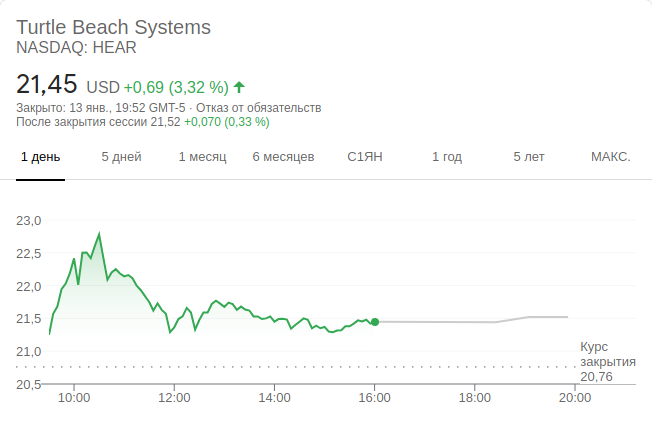 Turtle Beach Systems
NASDAQ: HEAR
21,45 USD +0,69 (3,32 %)
Закрыто: 13 янв., 19:52 GMT-5 · Отказ от обязательств
После закрытия сессии 21,52 +0,070 (0,33 %)
1 день 5 дней 1 месяц 6 месяцев С1ЯН 1 год 5 лет МАКС.
23,0
22,5
22,0
21,5
21,0
Курс
закрытия
20,76
20,5
10:00 12:00 14:00 16:00 18:00 20:00